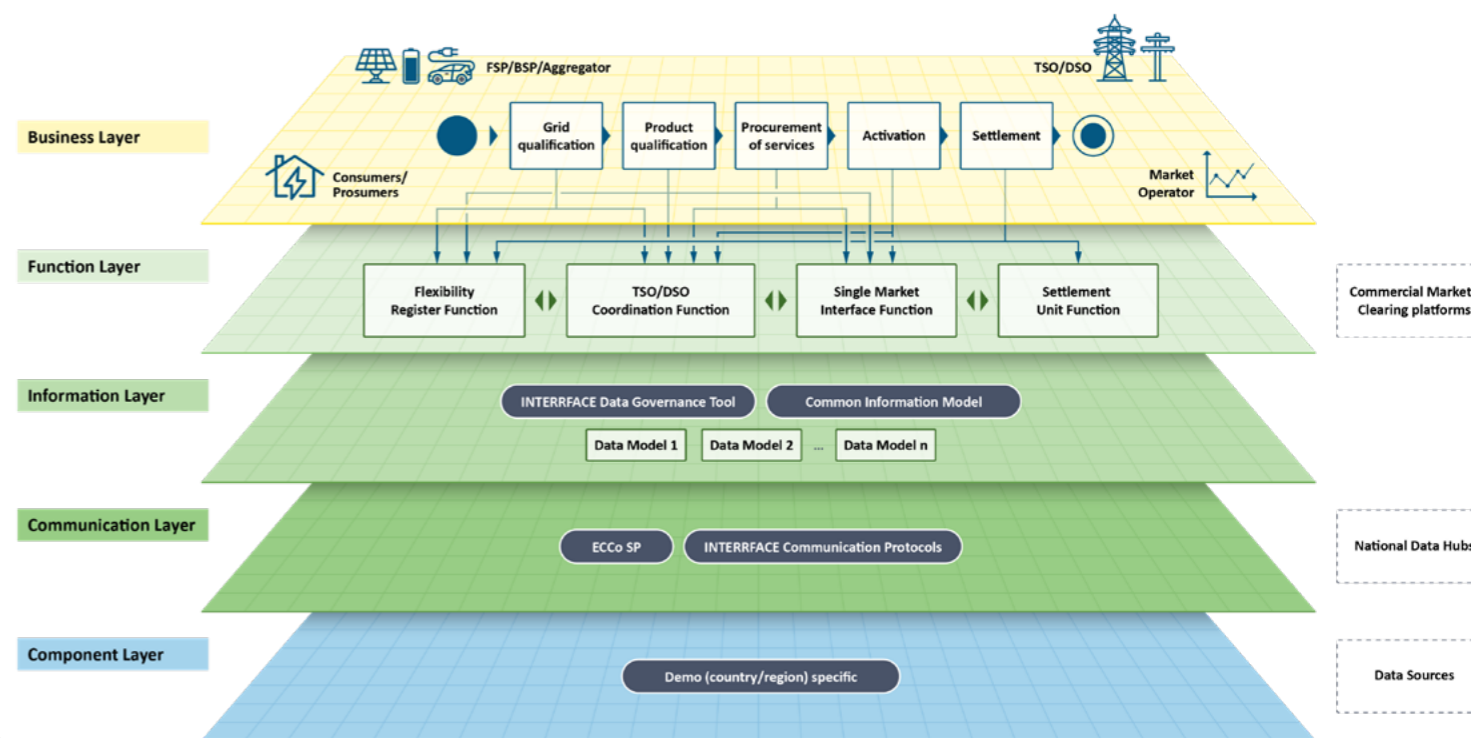 FSP/BSP/Aggregator
TSO/DSO
Business Layer
Grid
qualification
Product
qualification
Procurement
of services
Activation
Settlement
Consumers/
Prosumers
Market
Operator
Function Layer
Flexibility
Register Function
TSO/DSO
Coordination Function
Single Market
Interface Function
Settlement
Unit Function
Commercial Market
Clearing platforms
Information Layer
INTERRFACE Data Governance Tool
Common Information Model
Data Model 1
Data Model 2
...
Data Model n
Communication Layer
ECCo SP
INTERRFACE Communication Protocols
National Data Hubs
Component Layer
Demo (country/region) specific
Data Sources